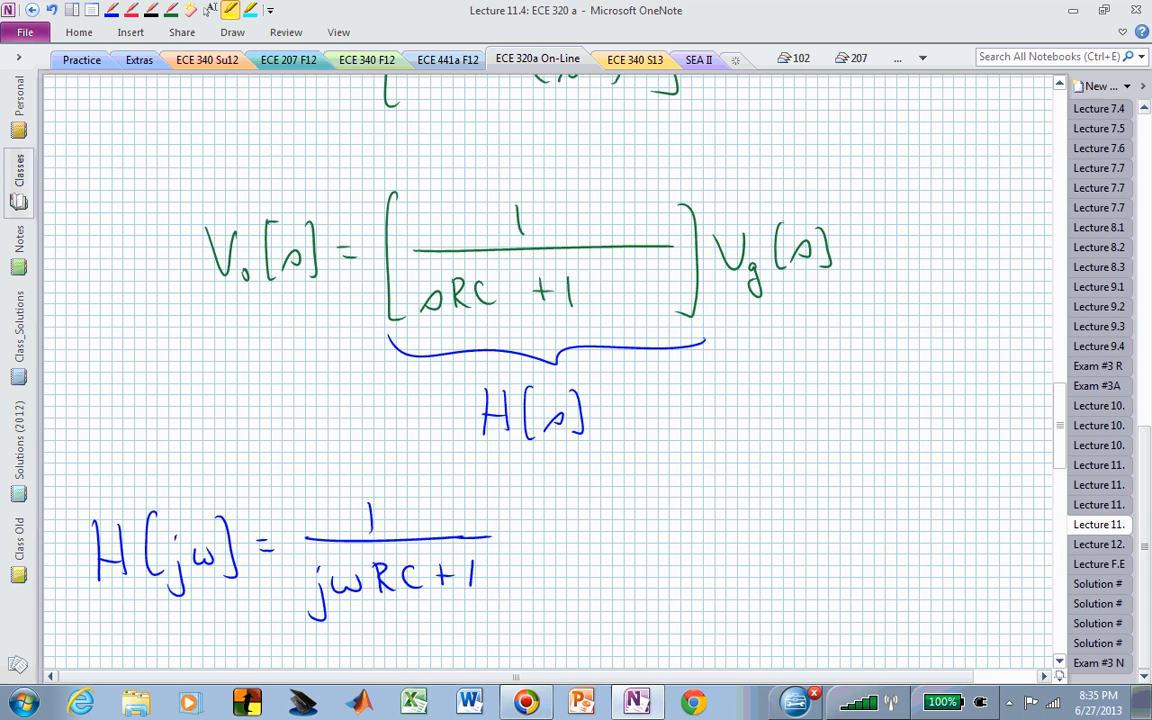 Lecture 11.4: ECE 320 a - Microsoft OneNote
File Home Insert Share Draw Review View
Practice Extras ECE 340 Su12 ECE 207 F12 ECE 340 F12 ECE 441a F12 ECE 320a On-Line ECE 340 S13 SEA II 102 207 ...
Search All Notebooks (Ctrl+E)
Personal
Classes
Notes
Class_Solutions
Solutions (2012)
Class Old
New ...
Lecture 7.4
Lecture 7.5
Lecture 7.6
Lecture 7.7
Lecture 7.7
Lecture 7.7
Lecture 8.1
Lecture 8.2
Lecture 8.3
Lecture 9.1
Lecture 9.2
Lecture 9.3
Lecture 9.4
Exam #3 R
Exam #3A
Lecture 10.
Lecture 10.
Lecture 10.
Lecture 11.
Lecture 11.
Lecture 11.
Lecture 11.
Lecture 12.
Lecture F.E
Solution #
Solution #
Solution #
Solution #
Exam #3 N
V₀[s] = [ 1 / (sRC + 1) ] Vg[s]
H[s]
H[jω] = 1 / (jωRC + 1)
100%
8:35 PM
6/27/2013